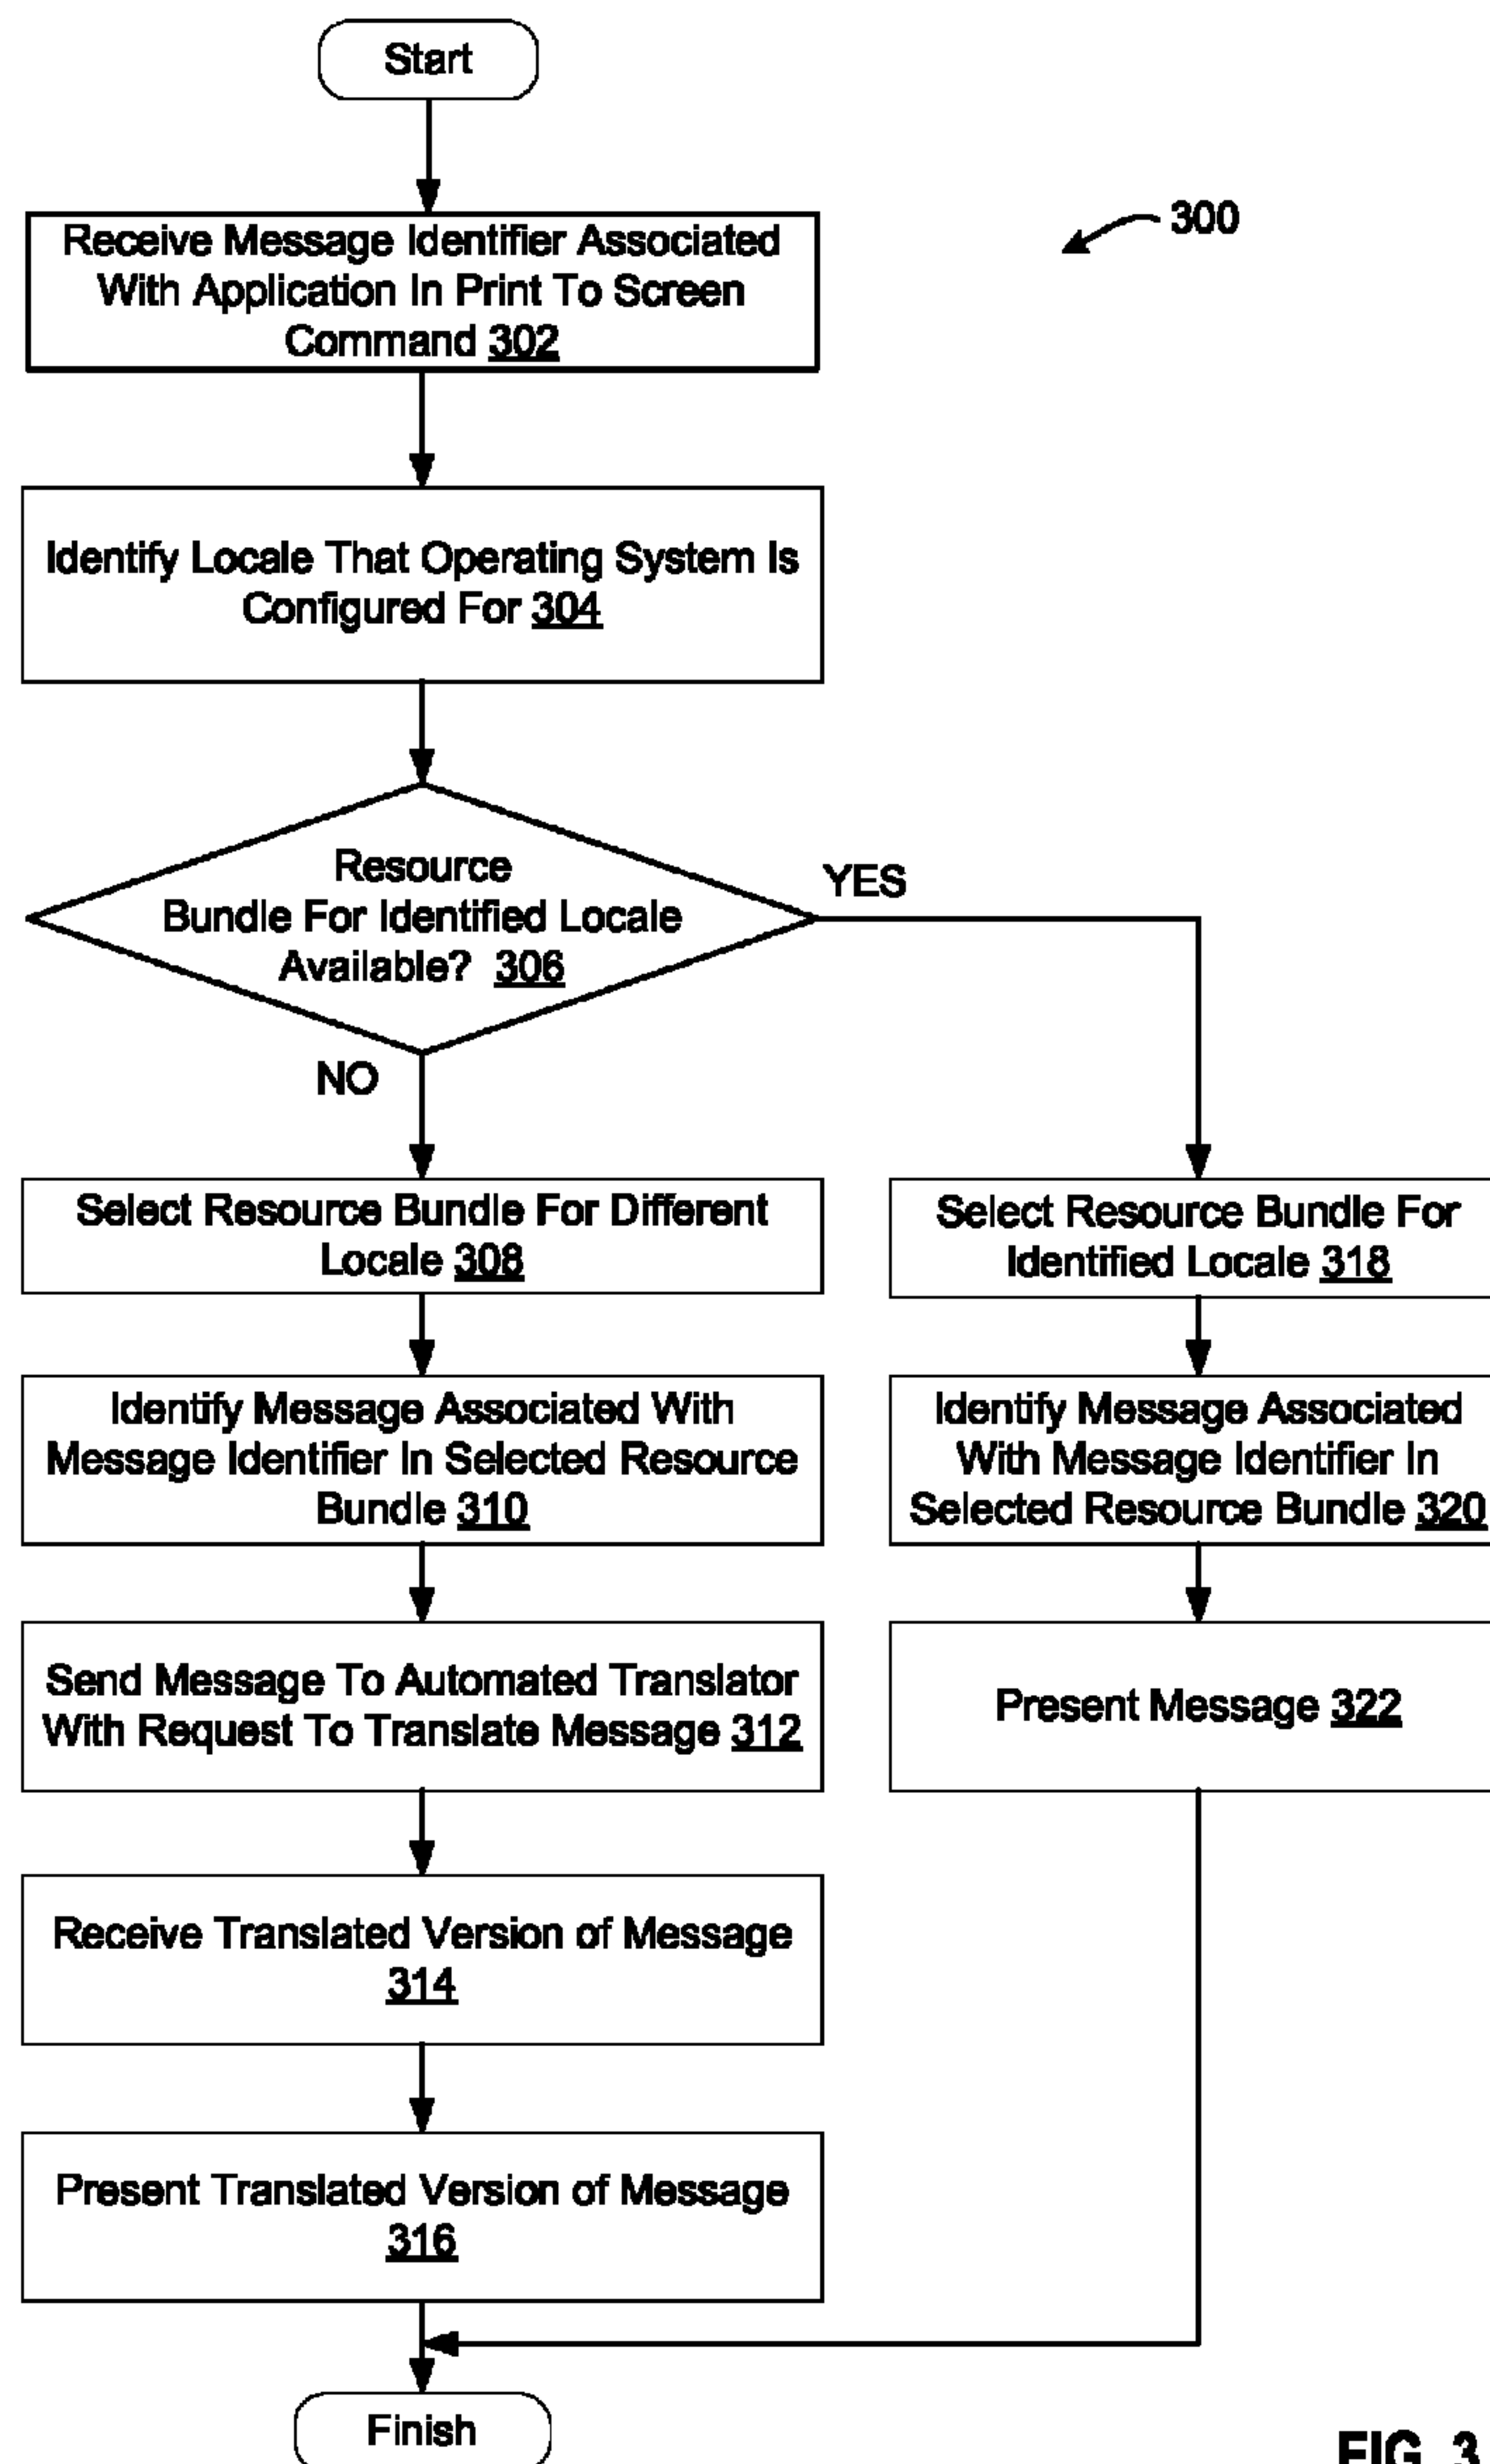 Start
300
Receive Message Identifier Associated
With Application In Print To Screen
Command 302
Identify Locale That Operating System Is
Configured For 304
Resource
Bundle For Identified Locale
Available? 306
YES
NO
Select Resource Bundle For Different
Locale 308
Identify Message Associated With
Message Identifier In Selected Resource
Bundle 310
Send Message To Automated Translator
With Request To Translate Message 312
Receive Translated Version of Message
314
Present Translated Version of Message
316
Select Resource Bundle For
Identified Locale 318
Identify Message Associated
With Message Identifier In
Selected Resource Bundle 320
Present Message 322
Finish
FIG. 3